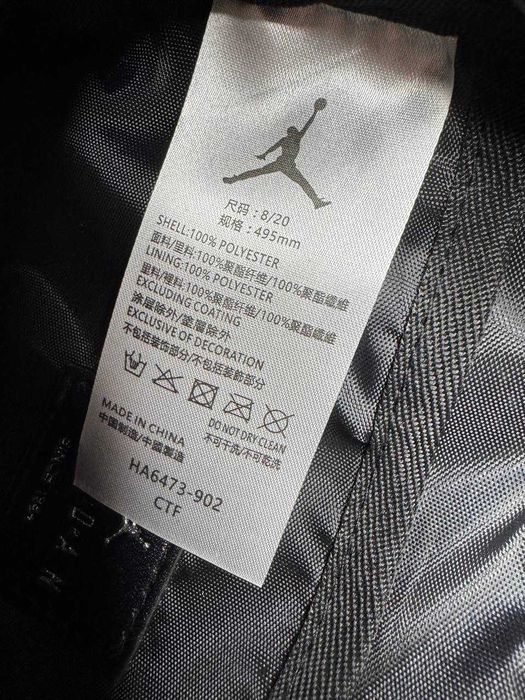 尺码：8/20
规格：495mm
SHELL:100% POLYESTER
面料/里料:100%聚酯纤维/100%聚酯纖維
LINING:100% POLYESTER
里料/裡料:100%聚酯纤维/100%聚酯纖維
EXCLUDING COATING
涂层除外/塗層除外
EXCLUSIVE OF DECORATION
不包括装饰部分/不包括裝飾部分
DO NOT DRY CLEAN
不可干洗/不可乾洗
MADE IN CHINA
中国制造/中國製造
HA6473-902
CTF
SINCE